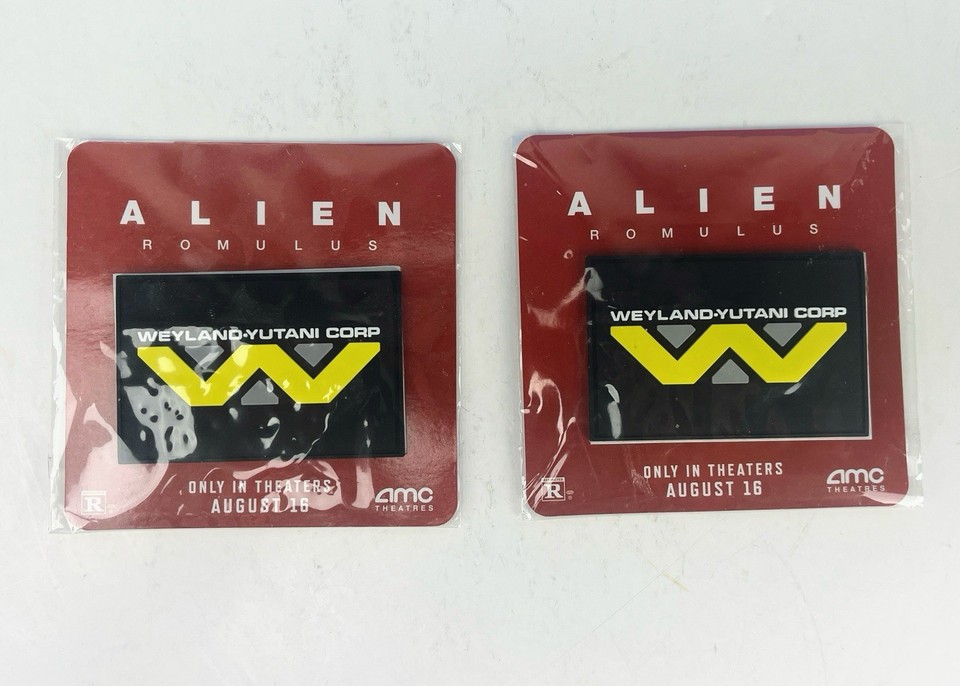 ALIEN
ROMULUS
WEYLAND-YUTANI CORP
ONLY IN THEATERS
AUGUST 16
R
amc
THEATRES
ALIEN
ROMULUS
WEYLAND-YUTANI CORP
ONLY IN THEATERS
AUGUST 16
R
amc
THEATRES